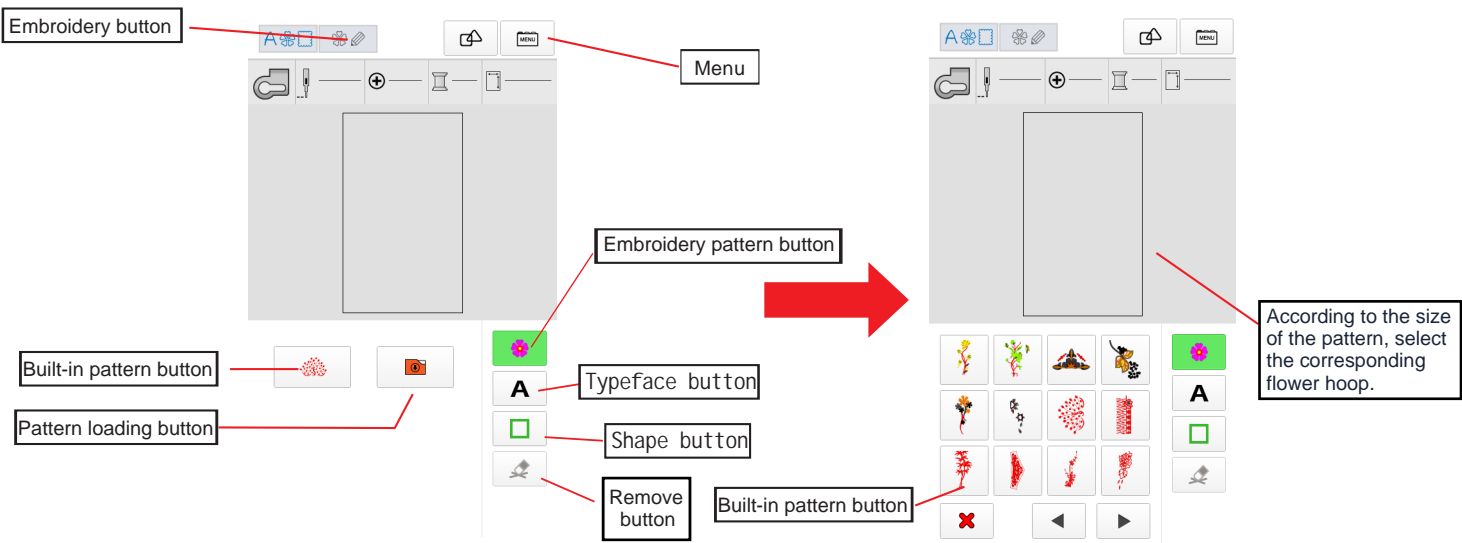 Embroidery button
A
MENU
Menu
A
MENU
Embroidery pattern button
According to the size
of the pattern, select
the corresponding
flower hoop.
Built-in pattern button
Typeface button
A
A
Pattern loading button
Shape button
Remove
button
Built-in pattern button